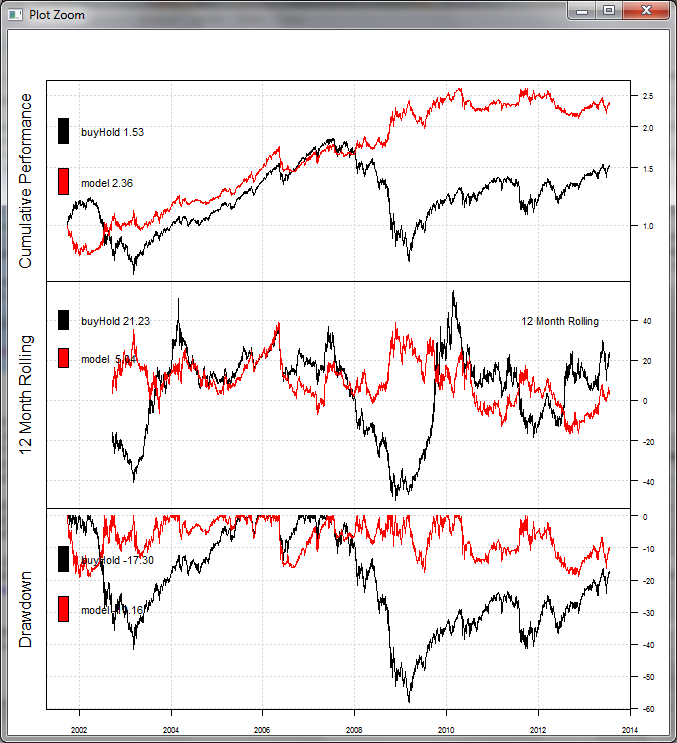 Plot Zoom
Cumulative Performance
buyHold 1.53
model 2.36
2.5
2.0
1.5
1.0
12 Month Rolling
buyHold 21.23
model
12 Month Rolling
40
20
0
-20
-40
Drawdown
buyHold -17.30
model
0
-10
-20
-30
-40
-50
-60
2002
2004
2006
2008
2010
2012
2014